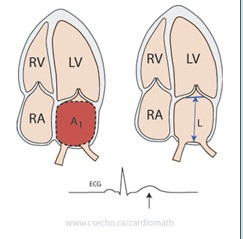 RV LV RV LV
RA A1 RA L
ECG
www.csecho.ca/cardiomath